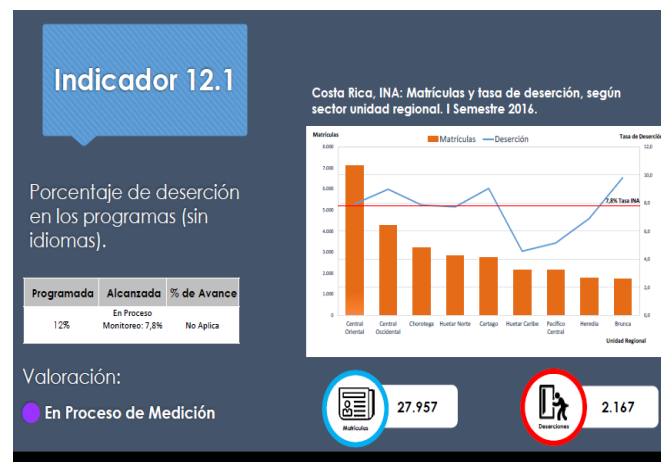 Indicador 12.1
Porcentaje de deserción
en los programas (sin
idiomas).
Programada Alcanzada % de Avance
12% En Proceso
Monitoreo: 7,8% No Aplica
Valoración:
En Proceso de Medición
Costa Rica, INA: Matrículas y tasa de deserción, según
sector unidad regional. I Semestre 2016.
Matrículas
Matrículas Deserción
Tasa de Deserción
8.000 12,0
7.000
10,0
6.000
8,0
5.000
4.000 6,0
3.000
4,0
2.000
2,0
1.000
0 0,0
7,8% Tasa INA
Central
Oriental
Central
Occidental
Chorotega
Huetar Norte
Cartago
Huetar Caribe
Pacífico
Central
Heredia
Brunca
Unidad Regional
Matrículas
27.957
Deserciones
2.167